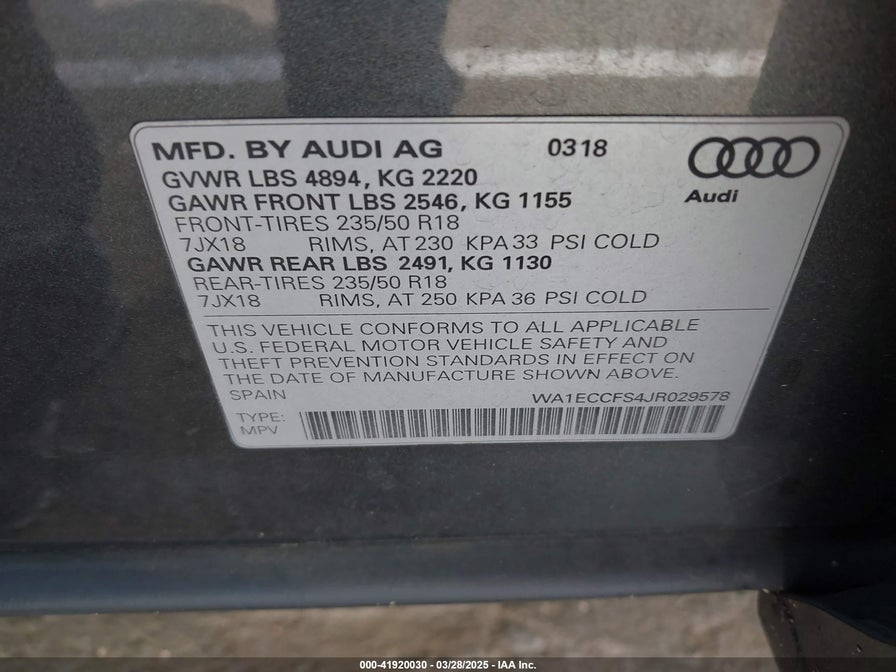 MFD. BY AUDI AG 0318
GVWR LBS 4894, KG 2220
GAWR FRONT LBS 2546, KG 1155
Audi
FRONT-TIRES 235/50 R18
7JX18 RIMS, AT 230 KPA 33 PSI COLD
GAWR REAR LBS 2491, KG 1130
REAR-TIRES 235/50 R18
7JX18 RIMS, AT 250 KPA 36 PSI COLD
THIS VEHICLE CONFORMS TO ALL APPLICABLE
U.S. FEDERAL MOTOR VEHICLE SAFETY AND
THEFT PREVENTION STANDARDS IN EFFECT ON
THE DATE OF MANUFACTURE SHOWN ABOVE.
SPAIN WA1ECCFS4JR029578
TYPE:
MPV
000-41920030 - 03/28/2025 - IAA Inc.